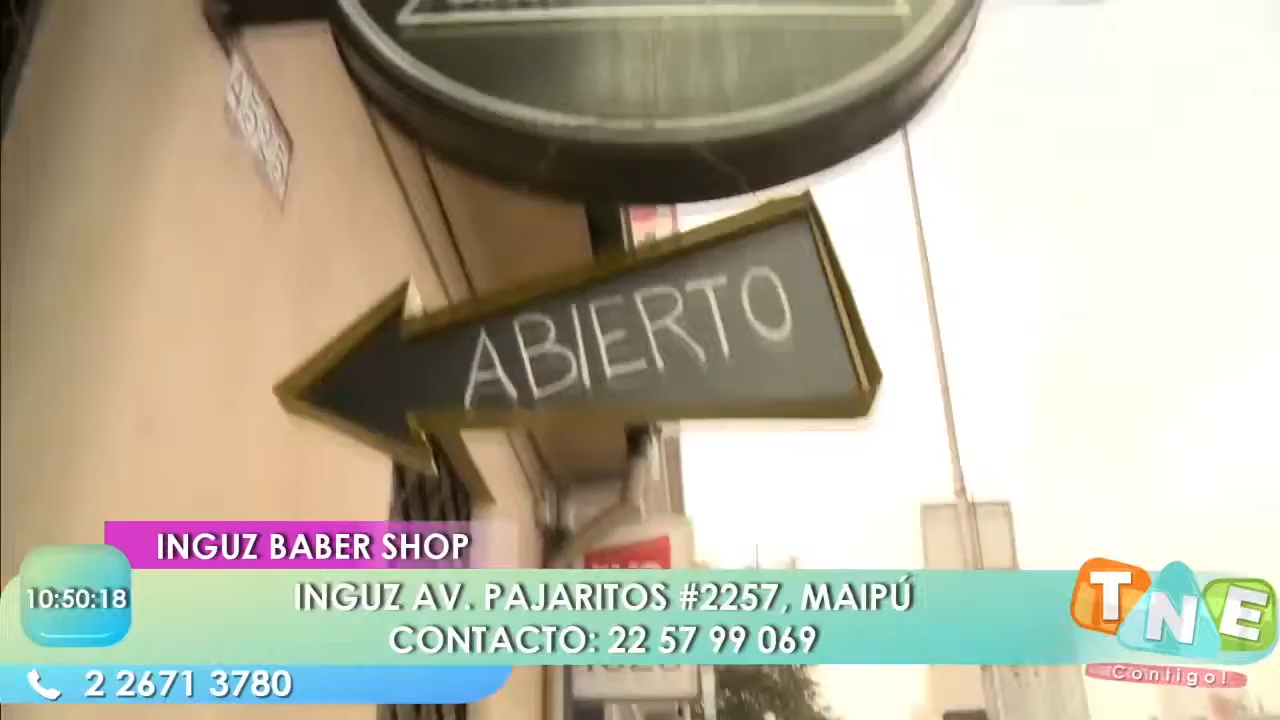 ABIERTO
INGUZ BABER SHOP
10:50:18
INGUZ AV. PAJARITOS #2257, MAIPÚ
CONTACTO: 22 57 99 069
2 2671 3780
TNE
Contigo!